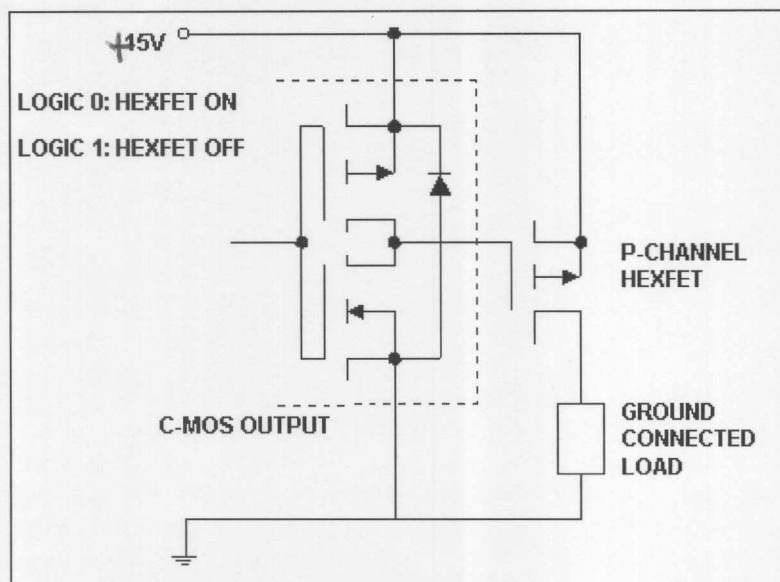 +15V
LOGIC 0: HEXFET ON
LOGIC 1: HEXFET OFF
P-CHANNEL
HEXFET
C-MOS OUTPUT
GROUND
CONNECTED
LOAD